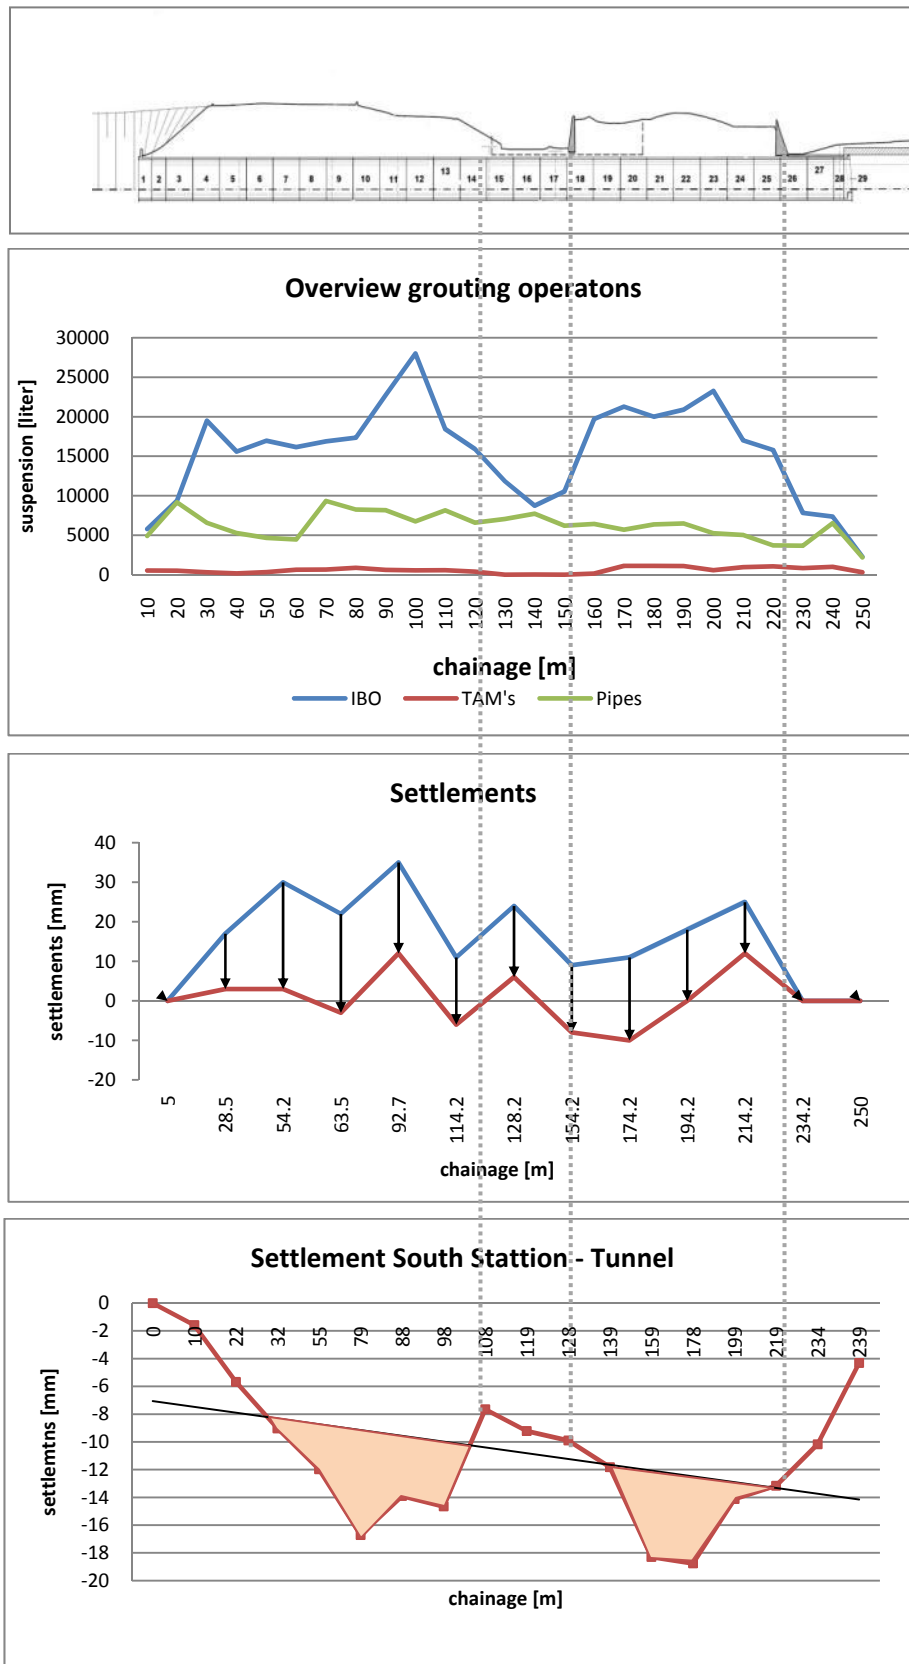 1 2 3 4 5 6 7 8 9 10 11 12 13 14 15 16 17 18 19 20 21 22 23 24 25 26 27 28 29
Overview grouting operatons
suspension [liter]
30000
25000
20000
15000
10000
5000
0
10 20 30 40 50 60 70 80 90 100 110 120 130 140 150 160 170 180 190 200 210 220 230 240 250
chainage [m]
IBO TAM's Pipes
Settlements
settlements [mm]
40
30
20
10
0
-10
-20
5 28.5 54.2 63.5 92.7 114.2 128.2 154.2 174.2 194.2 214.2 234.2 250
chainage [m]
Settlement South Stattion - Tunnel
settlemtns [mm]
0
-2
-4
-6
-8
-10
-12
-14
-16
-18
-20
0 10 22 32 55 79 88 98 108 119 128 139 159 178 199 219 234 239
chainage [m]